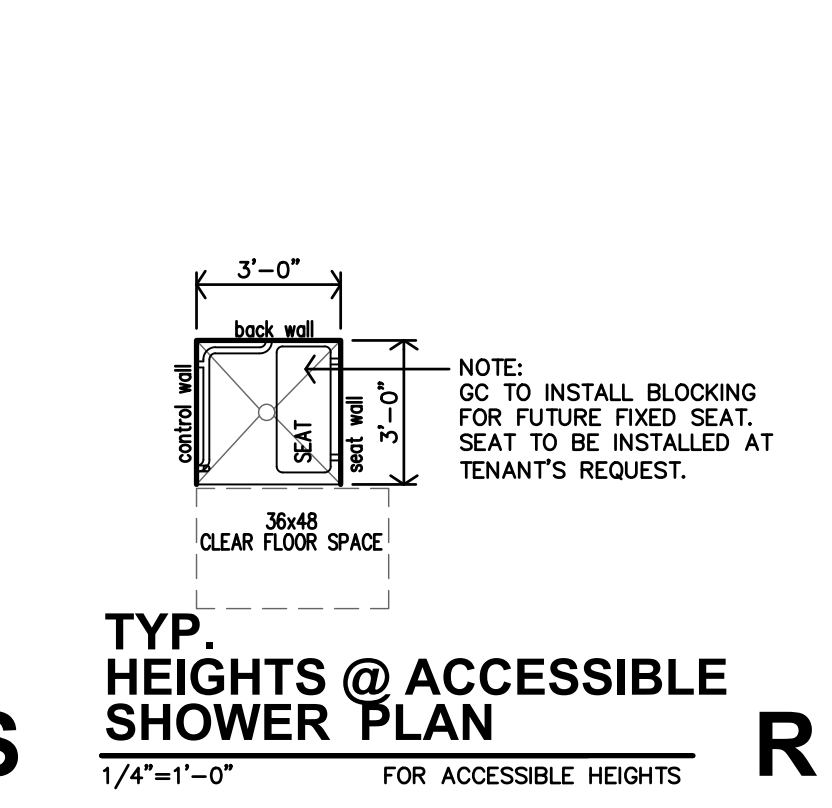 3'-0"
back wall
control wall
SEAT
seat wall
3'-0"
NOTE:
GC TO INSTALL BLOCKING
FOR FUTURE FIXED SEAT.
SEAT TO BE INSTALLED AT
TENANT'S REQUEST.
36x48
CLEAR FLOOR SPACE
TYP.
HEIGHTS @ ACCESSIBLE
SHOWER PLAN
1/4"=1'-0" FOR ACCESSIBLE HEIGHTS
S
R